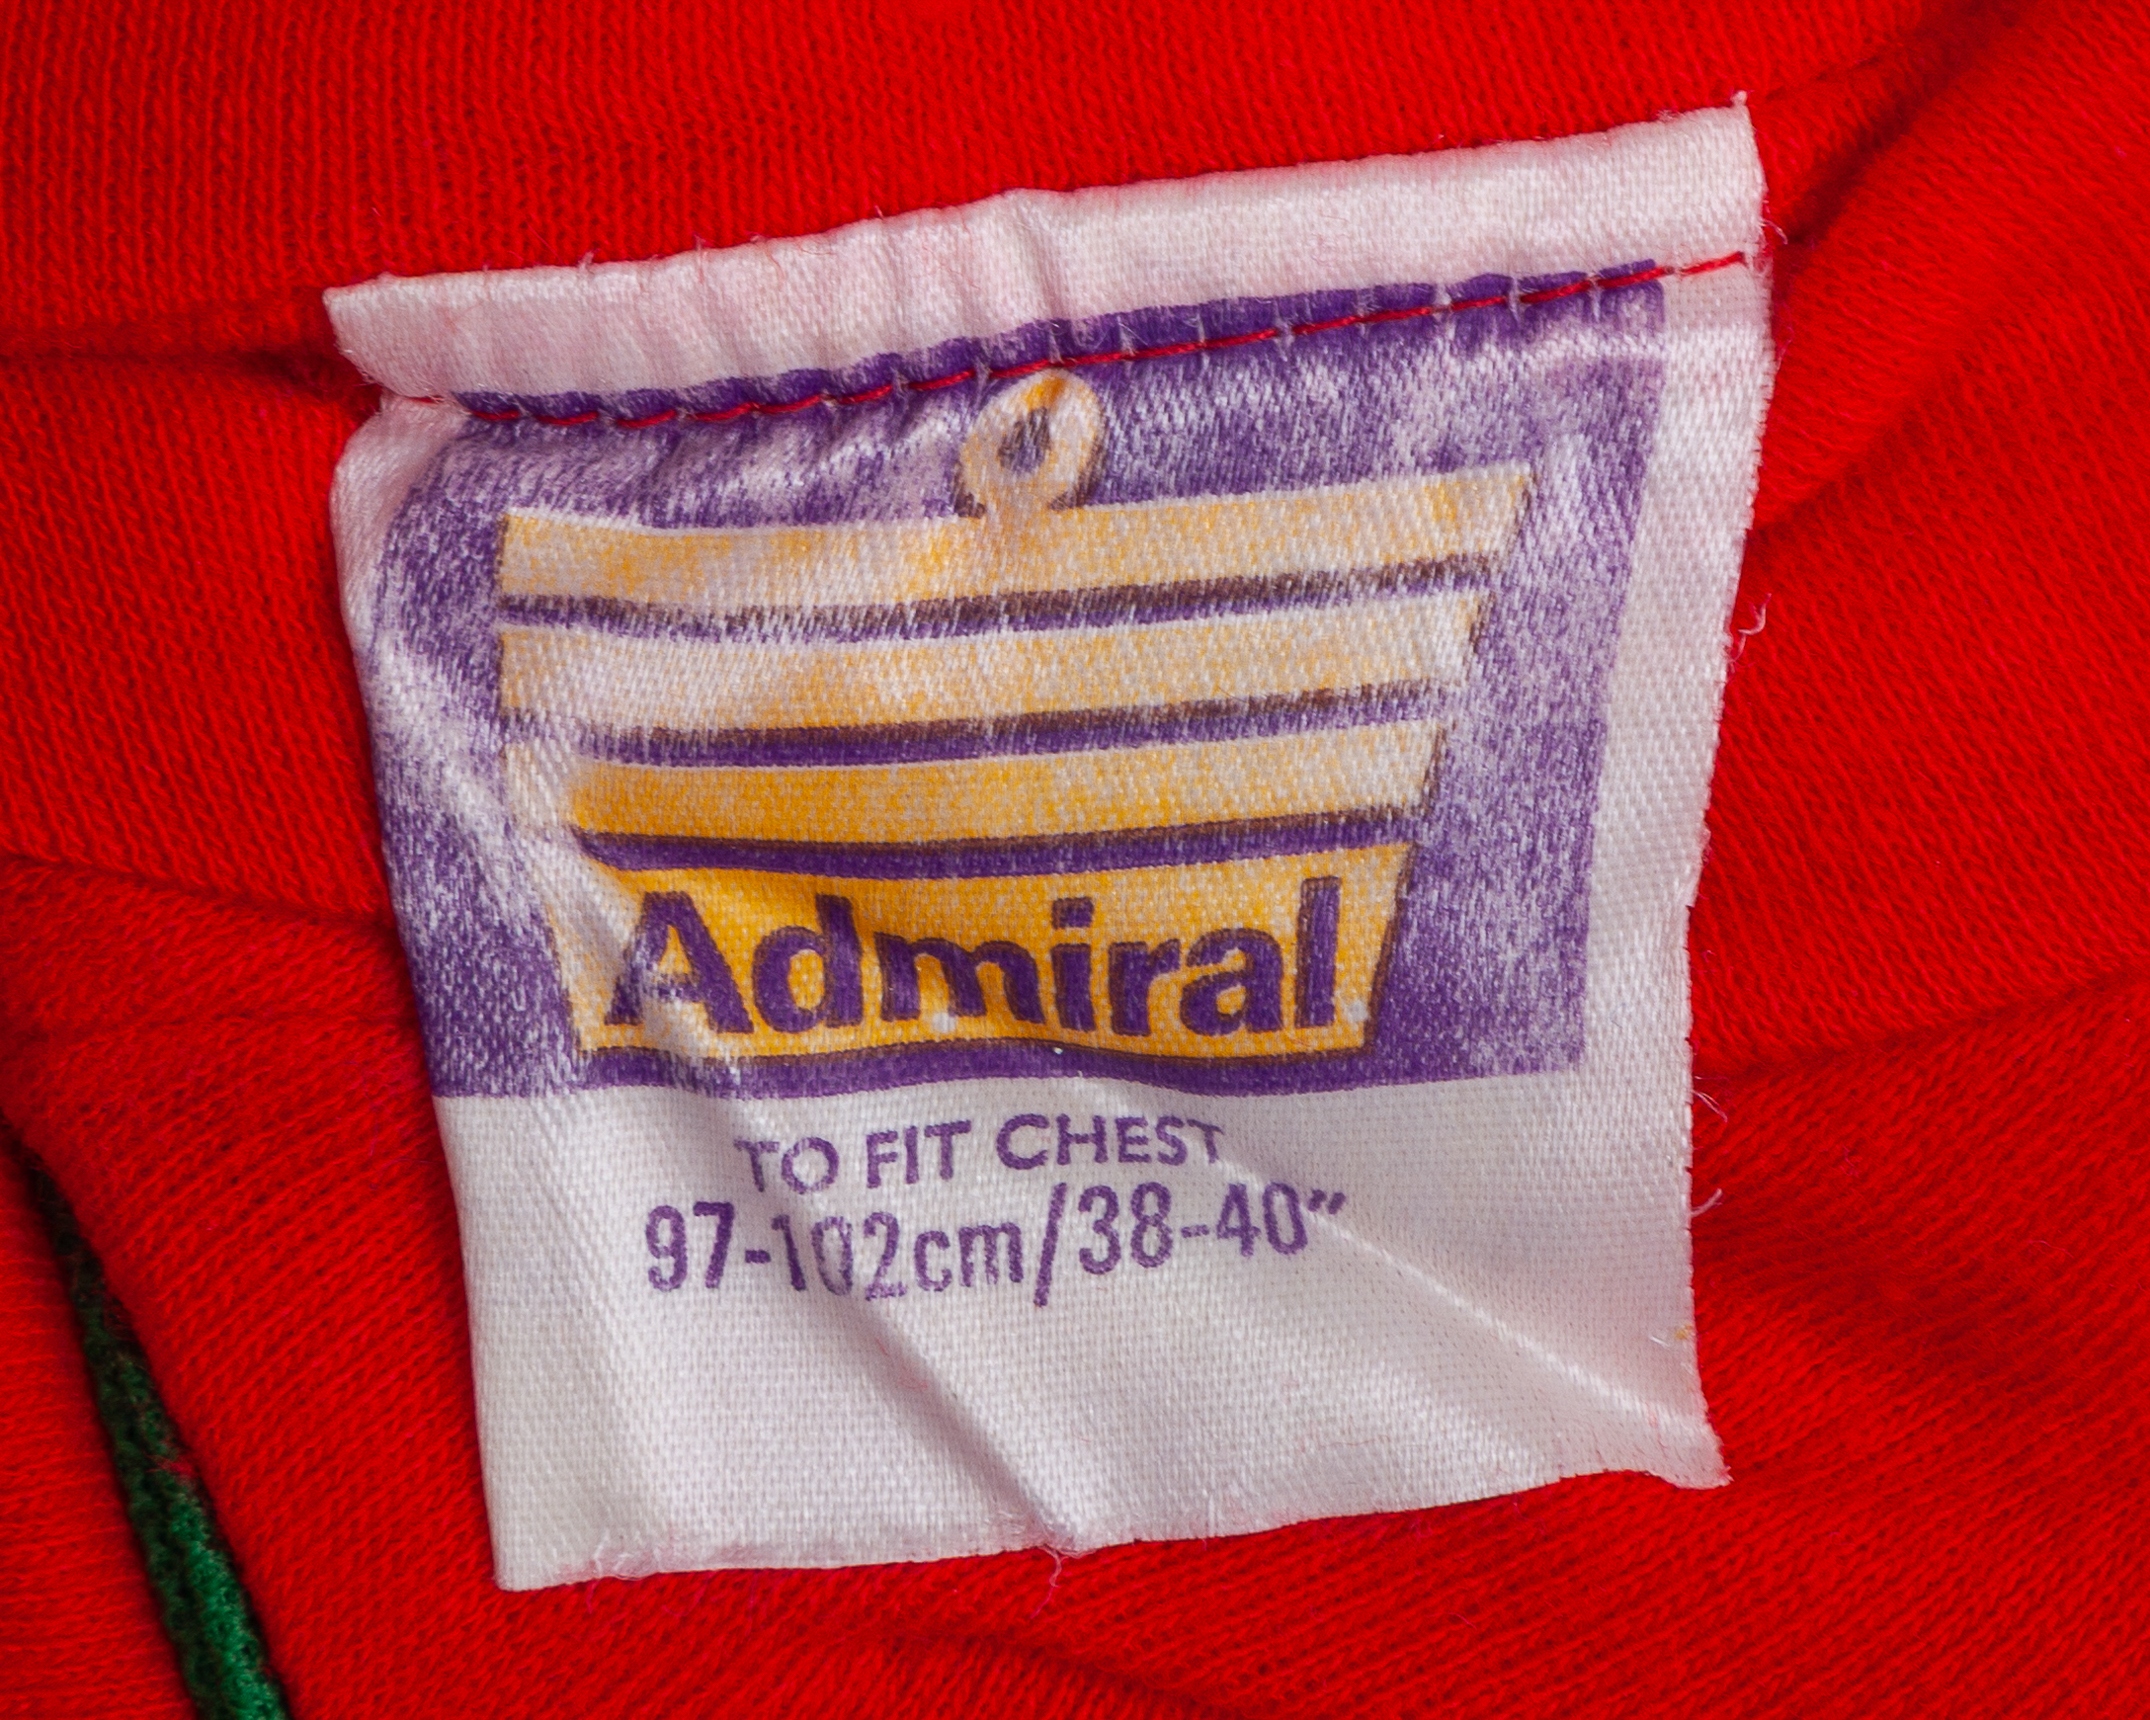 Admiral
TO FIT CHEST
97-102cm/38-40"